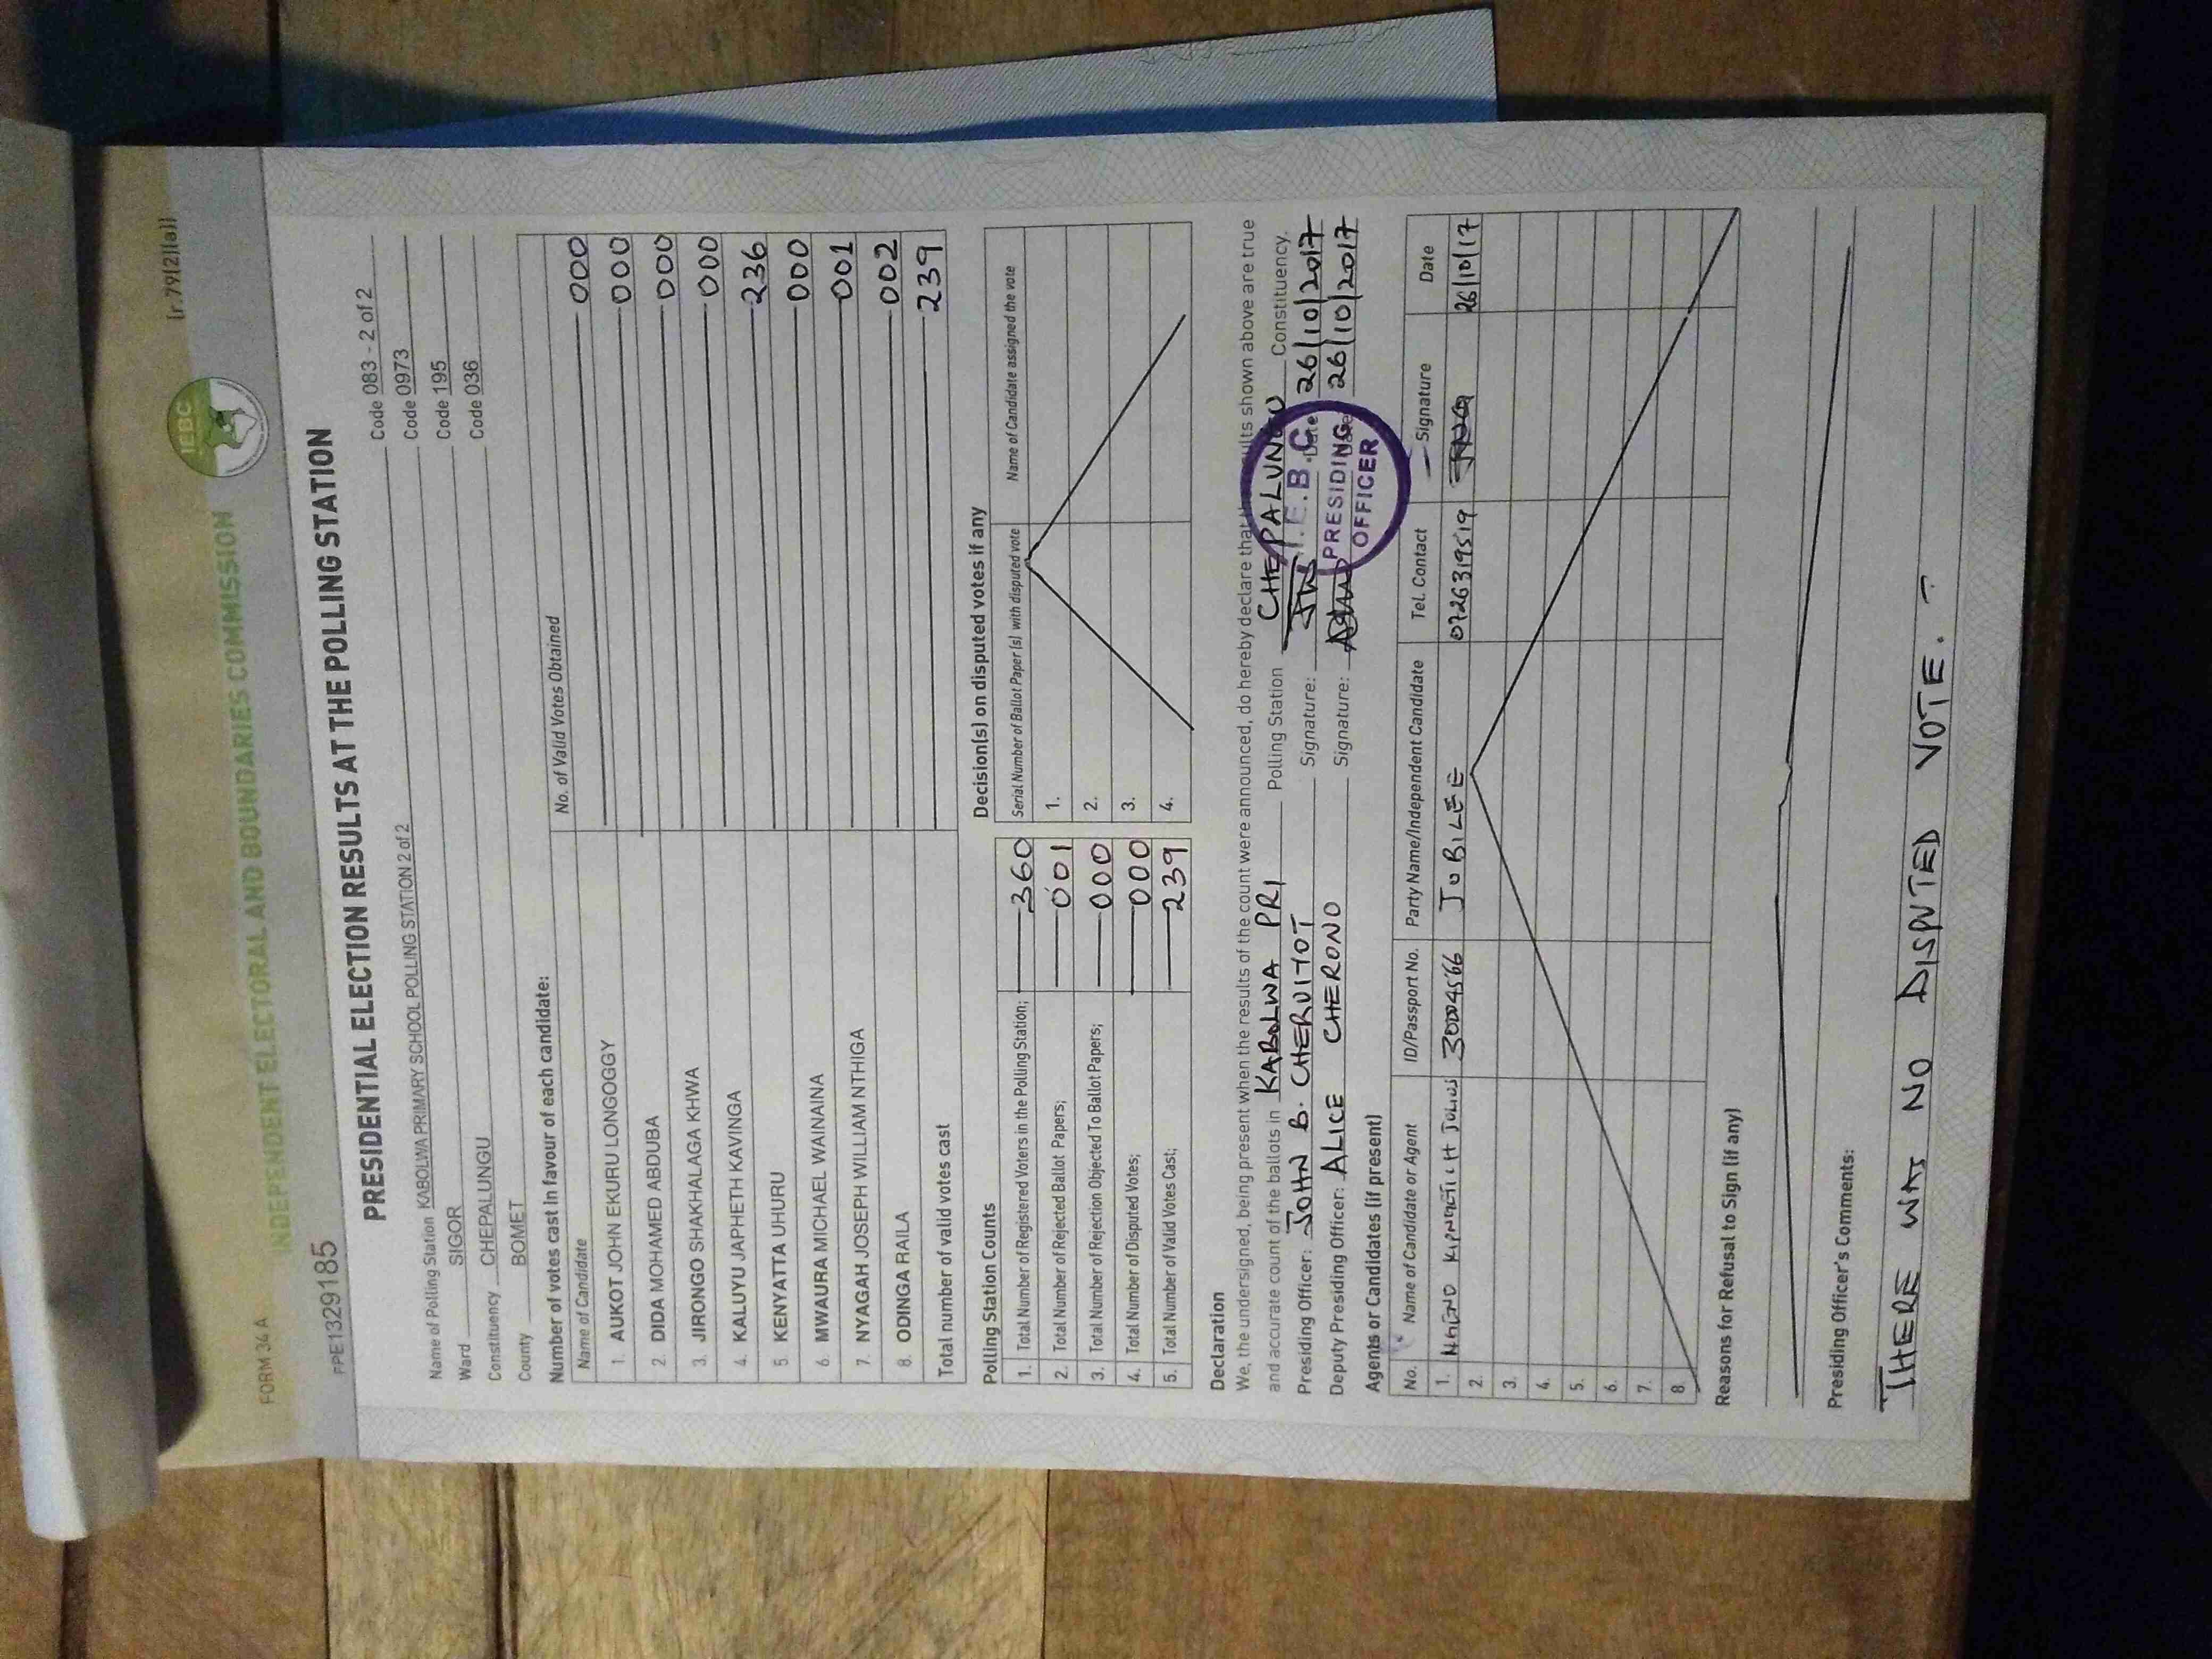 FORM 34 A [r.79(2)(a)]
IEBC
INDEPENDENT ELECTORAL AND BOUNDARIES COMMISSION
FPE1329185
PRESIDENTIAL ELECTION RESULTS AT THE POLLING STATION
Name of Polling Station KABOLWA PRIMARY SCHOOL POLLING STATION 2 of 2 Code 083 - 2 of 2
Ward SIGOR Code 0973
Constituency CHEPALUNGU Code 195
County BOMET Code 036
Number of votes cast in favour of each candidate:
Name of Candidate No. of Valid Votes Obtained
1. AUKOT JOHN EKURU LONGOGGY 000
2. DIDA MOHAMED ABDUBA 000
3. JIRONGO SHAKHALAGA KHWA 000
4. KALUYU JAPHETH KAVINGA 000
5 KENYATTA UHURU 236
6. MWAURA MICHAEL WAINAINA 000
7. NYAGAH JOSEPH WILLIAM NTHIGA 001
8. ODINGA RAILA 002
Total number of valid votes cast 239
Polling Station Counts
1. Total Number of Registered Voters in the Polling Station; 360
2. Total Number of Rejected Ballot Papers; 001
3. Total Number of Rejection Objected To Ballot Papers; 000
4. Total Number of Disputed Votes; 000
5. Total Number of Valid Votes Cast; 239
Decision(s) on disputed votes if any
Serial Number of Ballot Paper (s) with disputed vote Name of Candidate assigned the vote
1.
2.
3.
4.
Declaration
We, the undersigned, being present when the results of the count were announced, do hereby declare that the results shown above are true
and accurate count of the ballots in KABOLWA PRI Polling Station CHEPALUNGU Constituency.
Presiding Officer: JOHN B. CHERUIYOT Signature: Date 26/10/2017
Deputy Presiding Officer: ALICE CHERONO Signature: 26/10/2017
I.E.B.C.
PRESIDING
OFFICER
Agents or Candidates (if present)
No. Name of Candidate or Agent ID/Passport No. Party Name/Independent Candidate Tel. Contact Signature Date
1. JULIUS 30004566 JUBILEE 0726319519 26/10/17
2.
3.
4.
5.
6.
7.
8.
Reasons for Refusal to Sign (if any)
Presiding Officer's Comments:
THERE WAS NO DISPUTED VOTE.